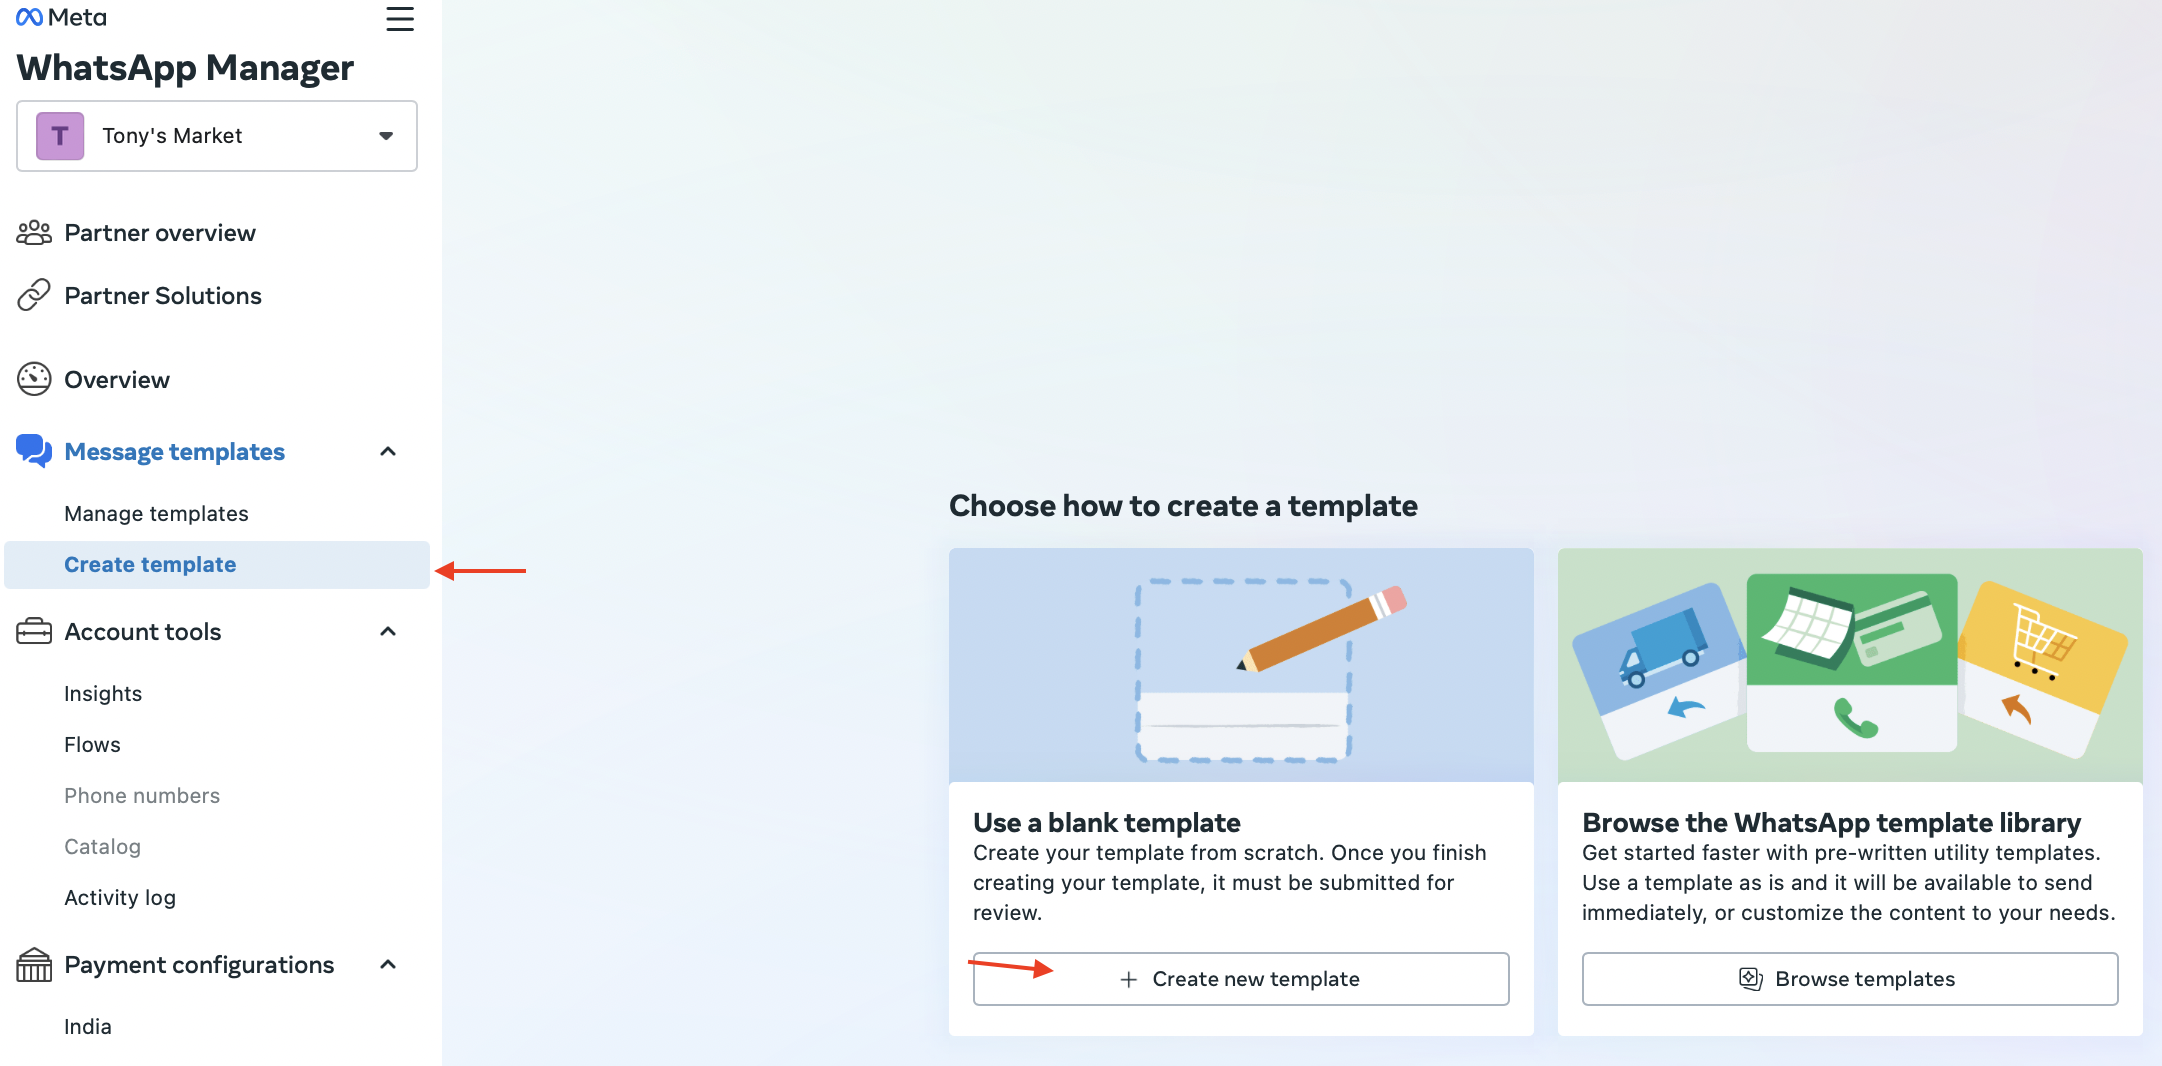 Meta
WhatsApp Manager
T
Tony's Market
Partner overview
Partner Solutions
Overview
Message templates
Manage templates
Create template
Account tools
Insights
Flows
Phone numbers
Catalog
Activity log
Payment configurations
India
Choose how to create a template
Use a blank template
Create your template from scratch. Once you finish
creating your template, it must be submitted for
review.
+ Create new template
Browse the WhatsApp template library
Get started faster with pre-written utility templates.
Use a template as is and it will be available to send
immediately, or customize the content to your needs.
Browse templates